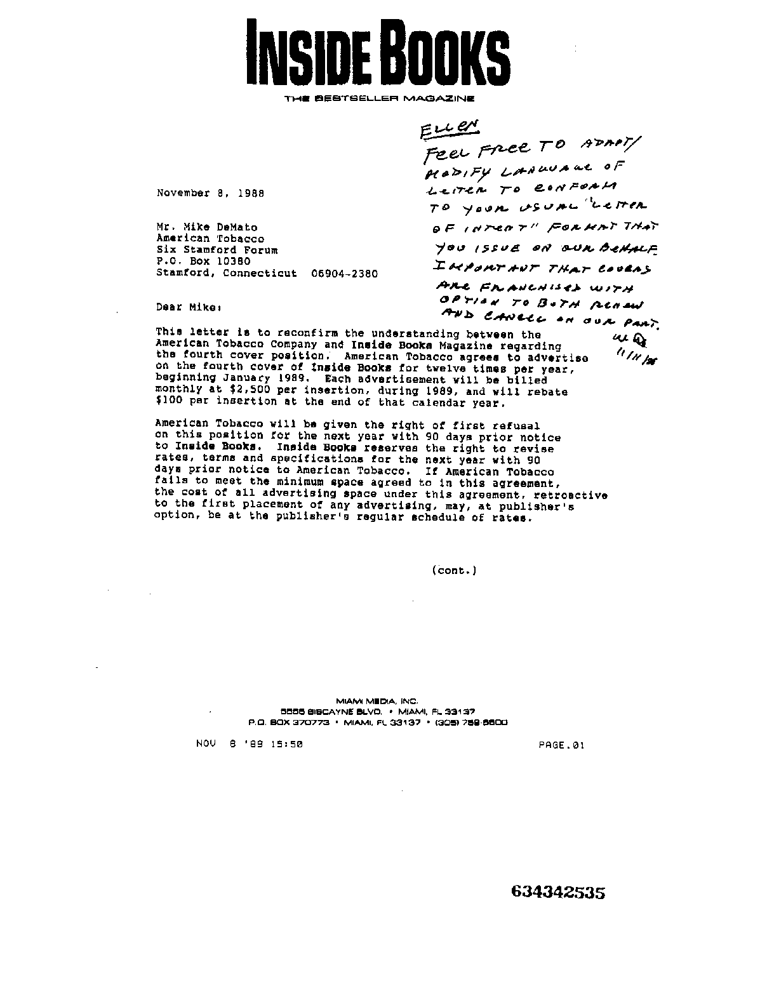 INSIDE BOOKS
THE BESTSELLER MAGAZINE
ELLEN
FEEL FREE TO ADAPT/
MODIFY LANGUAGE OF
LETTER TO CONFORM
TO YOUR USUAL "LETTER
OF INTENT" FORMAT THAT
YOU ISSUE ON OUR BEHALF
IMPORTANT THAT COVERS
ARE FRANCHISED WITH
OPTION TO BOTH RENEW
AND CANCEL ON OUR PART.
11/11/88
November 8, 1988
Mr. Mike DeMato
American Tobacco
Six Stamford Forum
P.O. Box 10380
Stamford, Connecticut 06904-2380
Dear Mike:
This letter is to reconfirm the understanding between the
American Tobacco Company and Inside Books Magazine regarding
the fourth cover position. American Tobacco agrees to advertise
on the fourth cover of Inside Books for twelve times per year,
beginning January 1989. Each advertisement will be billed
monthly at $2,500 per insertion, during 1989, and will rebate
$100 per insertion at the end of that calendar year.
American Tobacco will be given the right of first refusal
on this position for the next year with 90 days prior notice
to Inside Books. Inside Books reserves the right to revise
rates, terms and specifications for the next year with 90
days prior notice to American Tobacco. If American Tobacco
fails to meet the minimum space agreed to in this agreement,
the cost of all advertising space under this agreement, retroactive
to the first placement of any advertising, may, at publisher's
option, be at the publisher's regular schedule of rates.
(cont.)
MIAMI MEDIA, INC.
5555 BISCAYNE BLVD. • MIAMI, FL 33137
P.O. BOX 370773 • MIAMI, FL 33137 • (305) 759-6600
NOV 8 '89 15:50
PAGE.01
634342535